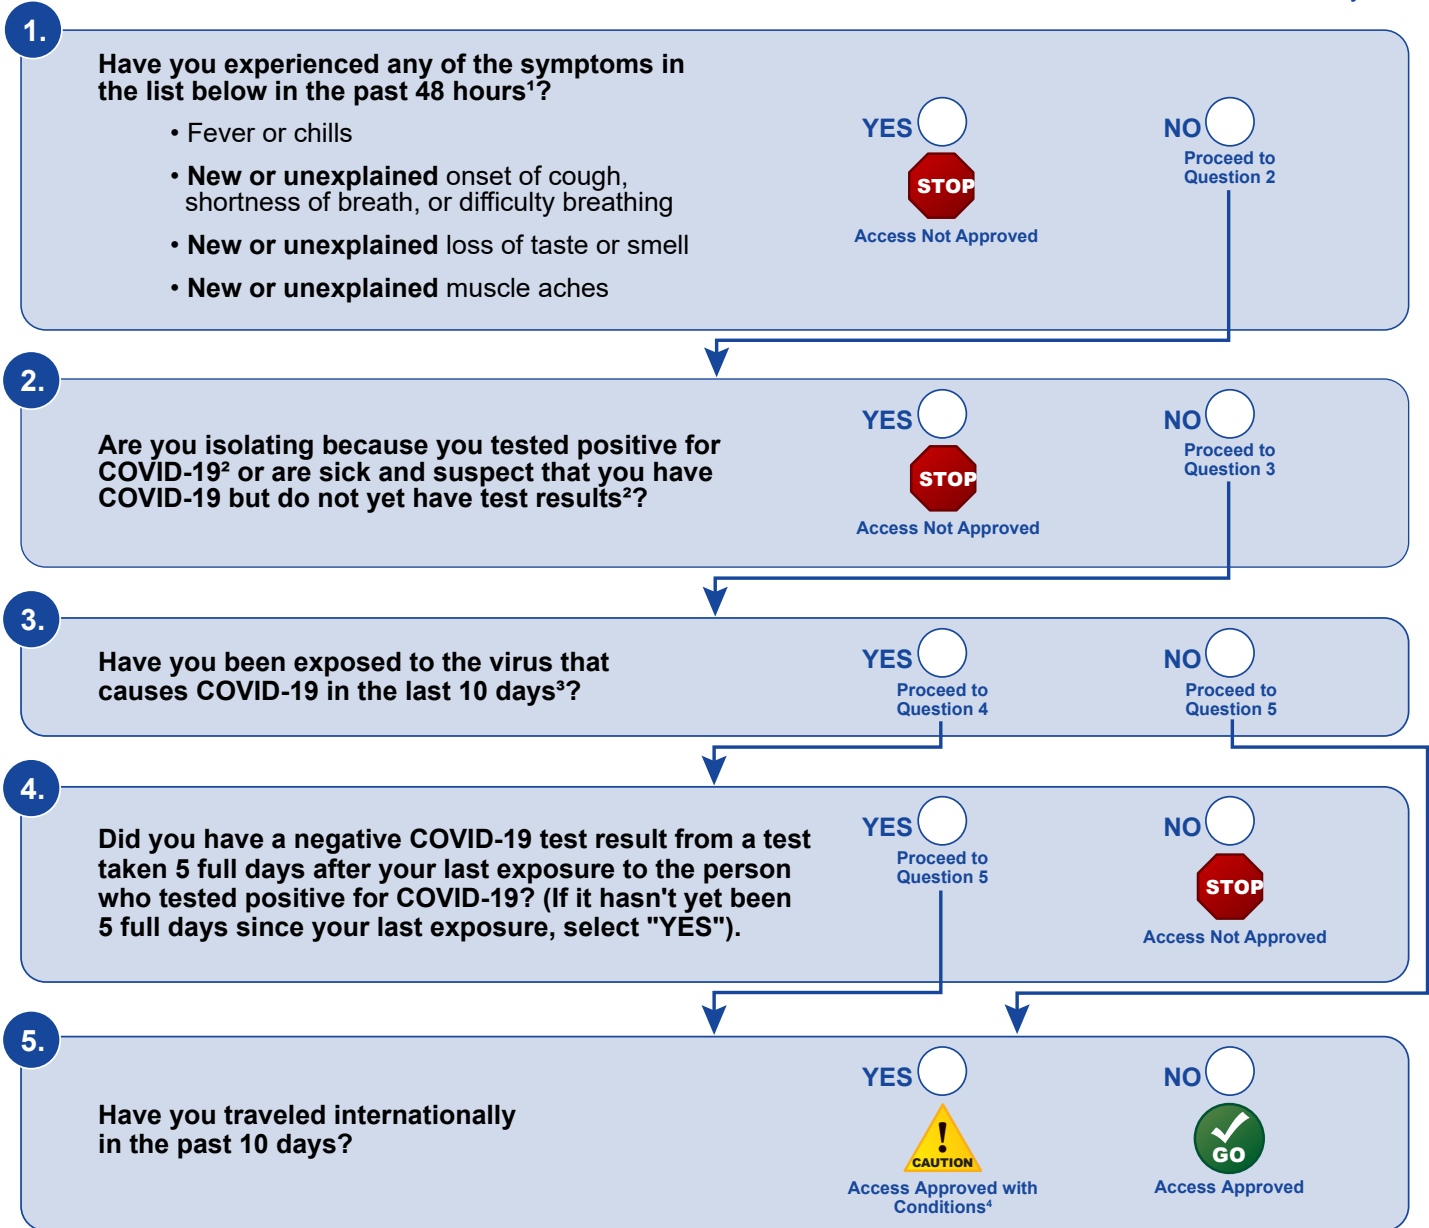 1.
Have you experienced any of the symptoms in
the list below in the past 48 hours¹?
• Fever or chills
• New or unexplained onset of cough,
shortness of breath, or difficulty breathing
• New or unexplained loss of taste or smell
• New or unexplained muscle aches
YES
STOP
Access Not Approved
NO
Proceed to
Question 2
2.
Are you isolating because you tested positive for
COVID-19² or are sick and suspect that you have
COVID-19 but do not yet have test results²?
YES
STOP
Access Not Approved
NO
Proceed to
Question 3
3.
Have you been exposed to the virus that
causes COVID-19 in the last 10 days³?
YES
Proceed to
Question 4
NO
Proceed to
Question 5
4.
Did you have a negative COVID-19 test result from a test
taken 5 full days after your last exposure to the person
who tested positive for COVID-19? (If it hasn't yet been
5 full days since your last exposure, select "YES").
YES
Proceed to
Question 5
NO
STOP
Access Not Approved
5.
Have you traveled internationally
in the past 10 days?
YES
!
CAUTION
Access Approved with
Conditions⁴
NO
GO
Access Approved